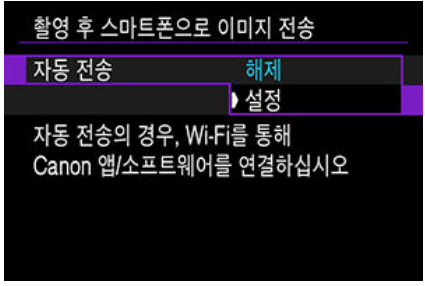 촬영 후 스마트폰으로 이미지 전송
자동 전송 해제
설정
자동 전송의 경우, Wi-Fi를 통해
Canon 앱/소프트웨어를 연결하십시오